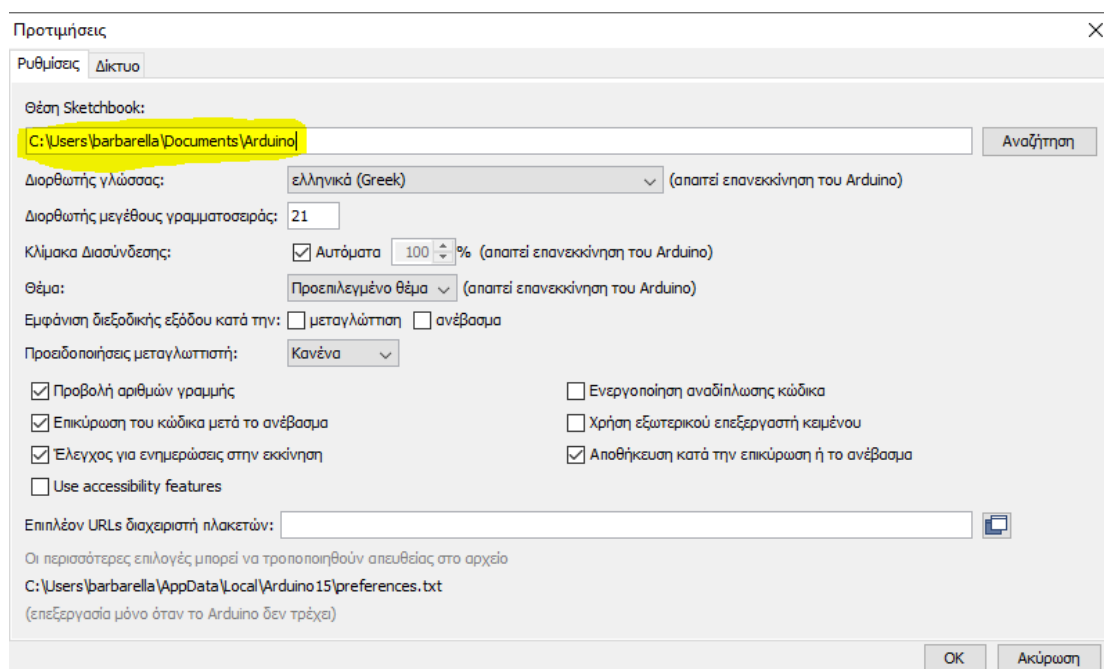 Προτιμήσεις
Ρυθμίσεις Δίκτυο
Θέση Sketchbook:
C:\Users\barbarella\Documents\Arduino Αναζήτηση
Διορθωτής γλώσσας: ελληνικά (Greek) (απαιτεί επανεκκίνηση του Arduino)
Διορθωτής μεγέθους γραμματοσειράς: 21
Κλίμακα Διασύνδεσης: Αυτόματα 100 % (απαιτεί επανεκκίνηση του Arduino)
Θέμα: Προεπιλεγμένο θέμα (απαιτεί επανεκκίνηση του Arduino)
Εμφάνιση διεξοδικής εξόδου κατά την: μεταγλώττιση ανέβασμα
Προειδοποιήσεις μεταγλωττιστή: Κανένα
Προβολή αριθμών γραμμής Ενεργοποίηση αναδίπλωσης κώδικα
Επικύρωση του κώδικα μετά το ανέβασμα Χρήση εξωτερικού επεξεργαστή κειμένου
Έλεγχος για ενημερώσεις στην εκκίνηση Αποθήκευση κατά την επικύρωση ή το ανέβασμα
Use accessibility features
Επιπλέον URLs διαχειριστή πλακετών:
Οι περισσότερες επιλογές μπορεί να τροποποιηθούν απευθείας στο αρχείο
C:\Users\barbarella\AppData\Local\Arduino15\preferences.txt
(επεξεργασία μόνο όταν το Arduino δεν τρέχει)
OK Ακύρωση